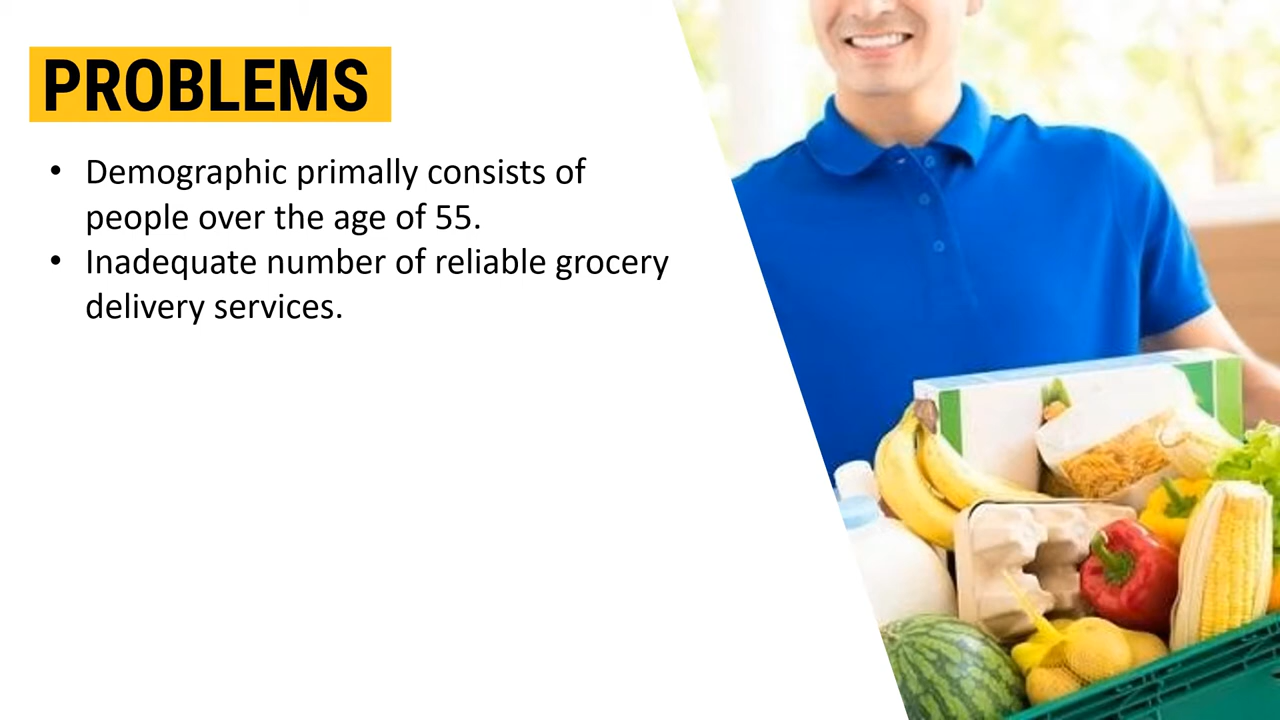 PROBLEMS
• Demographic primally consists of
people over the age of 55.
• Inadequate number of reliable grocery
delivery services.